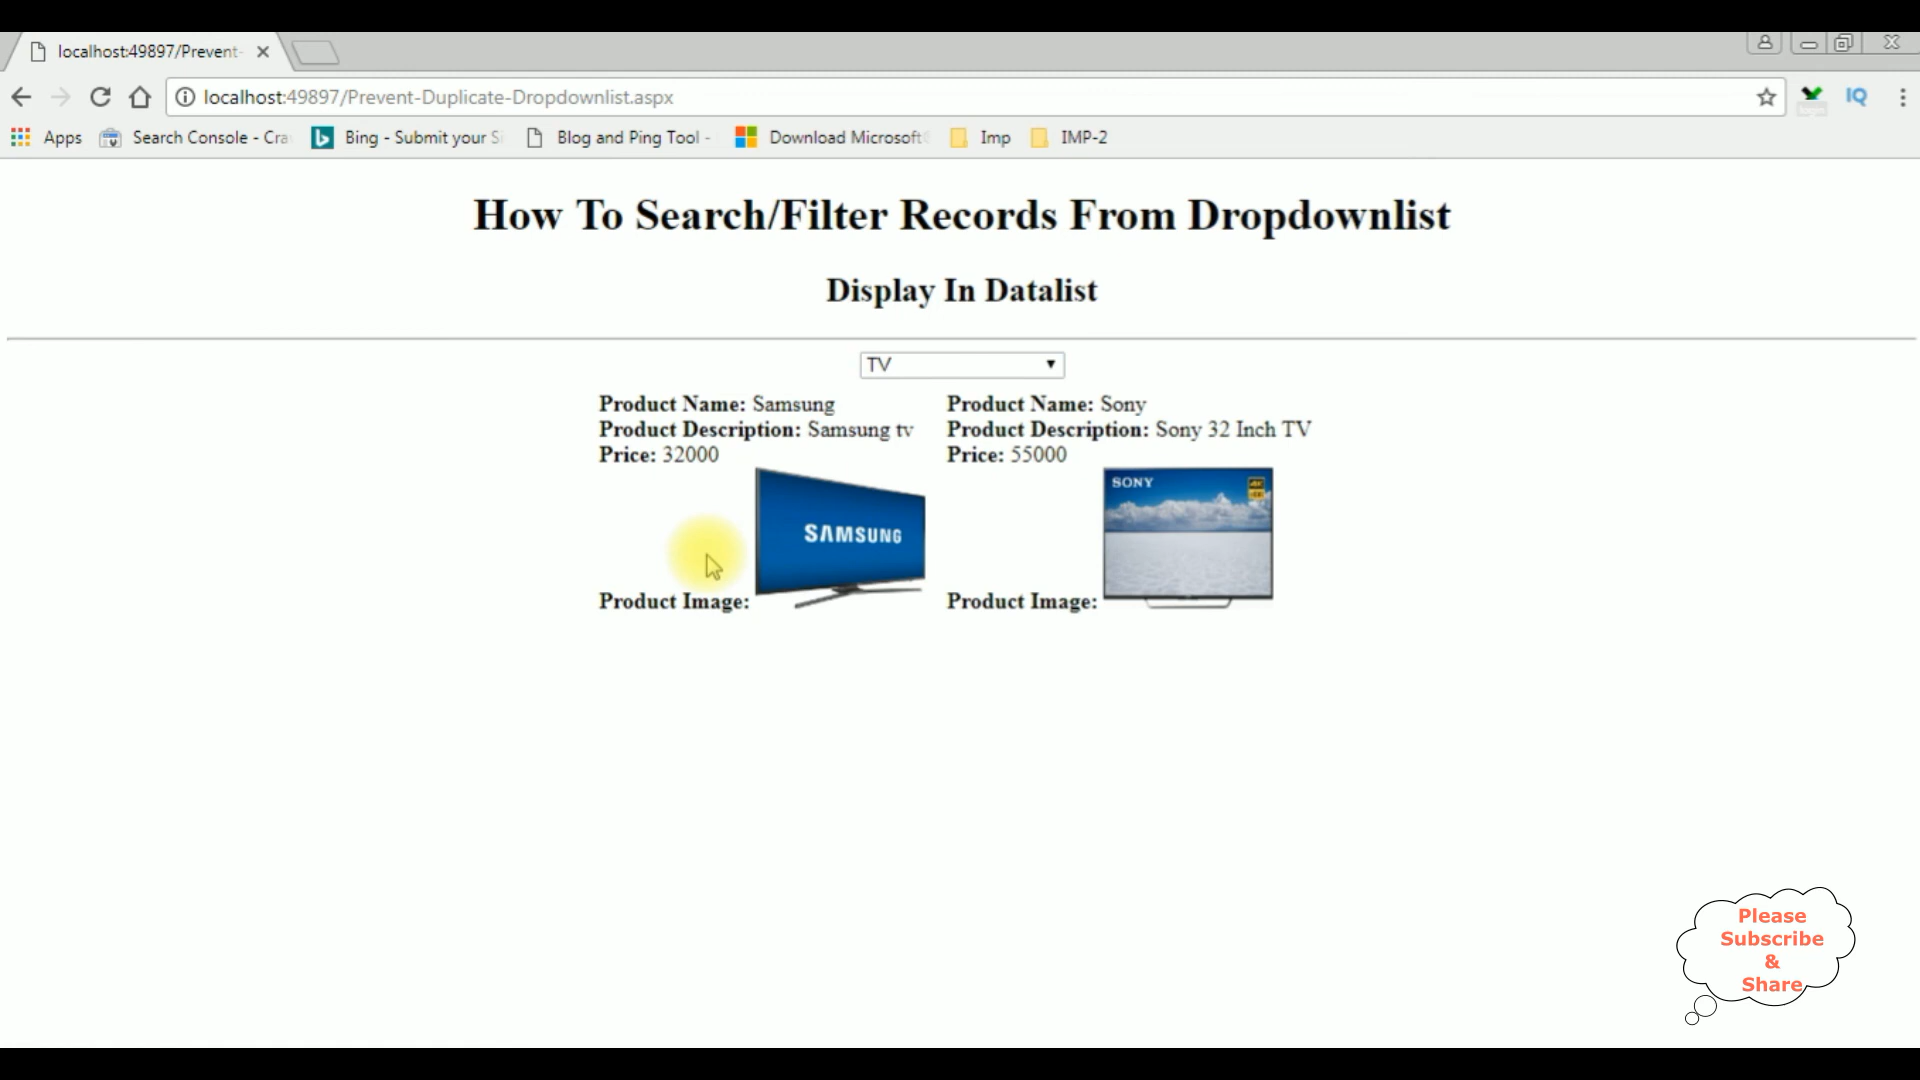 localhost:49897/Prevent-
localhost:49897/Prevent-Duplicate-Dropdownlist.aspx
IQ
Apps
Search Console - Cra
Bing - Submit your S
Blog and Ping Tool -
Download Microsoft
Imp
IMP-2
How To Search/Filter Records From Dropdownlist
Display In Datalist
TV
Product Name: Samsung
Product Description: Samsung tv
Price: 32000
SAMSUNG
Product Image:
Product Name: Sony
Product Description: Sony 32 Inch TV
Price: 55000
SONY
Product Image:
Please
Subscribe
&
Share